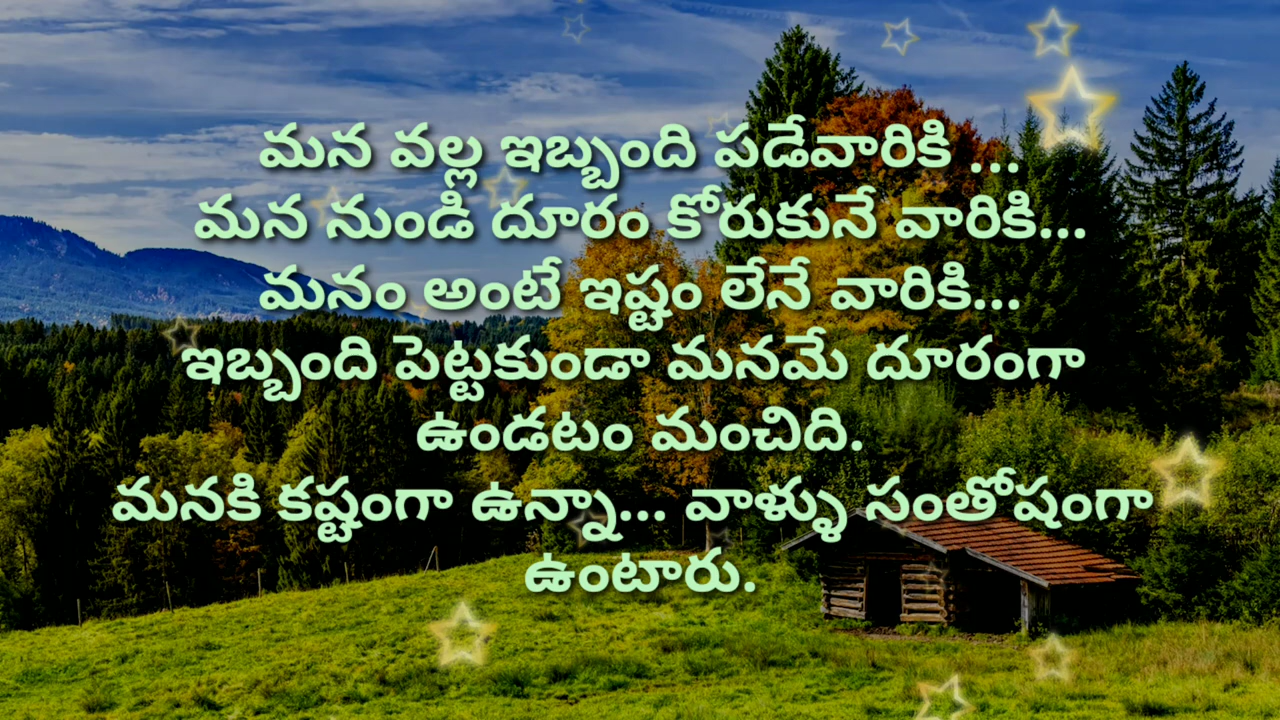 మన వల్ల ఇబ్బంది పడేవారికి ...
మన నుండి దూరం కోరుకునే వారికి...
మనం అంటే ఇష్టం లేనే వారికి...
ఇబ్బంది పెట్టకుండా మనమే దూరంగా
ఉండటం మంచిది.
మనకి కష్టంగా ఉన్నా... వాళ్ళు సంతోషంగా
ఉంటారు.